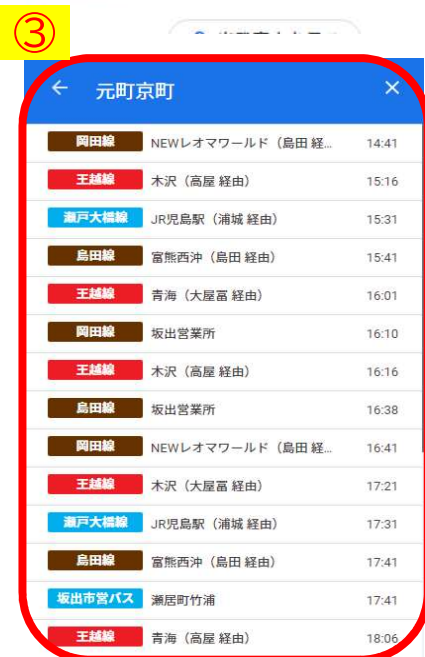 ③
← 元町京町 ×
岡田線 NEWレオマワールド（島田 経... 14:41
王越線 木沢（高屋 経由） 15:16
瀬戸大橋線 JR児島駅（浦城 経由） 15:31
島田線 富熊西沖（島田 経由） 15:41
王越線 青海（大屋冨 経由） 16:01
岡田線 坂出営業所 16:10
王越線 木沢（高屋 経由） 16:16
島田線 坂出営業所 16:38
岡田線 NEWレオマワールド（島田 経... 16:41
王越線 木沢（大屋冨 経由） 17:21
瀬戸大橋線 JR児島駅（浦城 経由） 17:31
島田線 富熊西沖（島田 経由） 17:41
坂出市営バス 瀬居町竹浦 17:41
王越線 青海（高屋 経由） 18:06